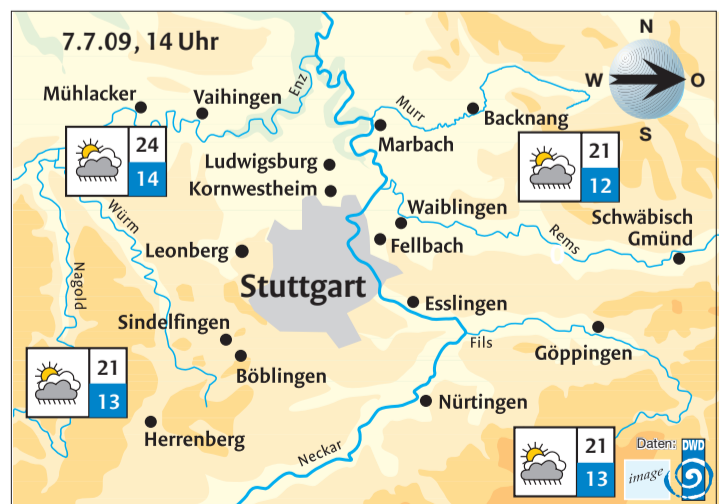 7.7.09, 14 Uhr
N
W
O
S
Mühlacker
Vaihingen
Enz
Murr
Backnang
Marbach
24
14
21
12
Ludwigsburg
Kornwestheim
Waiblingen
Schwäbisch
Gmünd
Würm
Rems
Leonberg
Fellbach
Nagold
Stuttgart
Esslingen
Sindelfingen
Fils
Göppingen
21
13
Böblingen
Nürtingen
Herrenberg
Neckar
21
13
Daten:
DWD
image